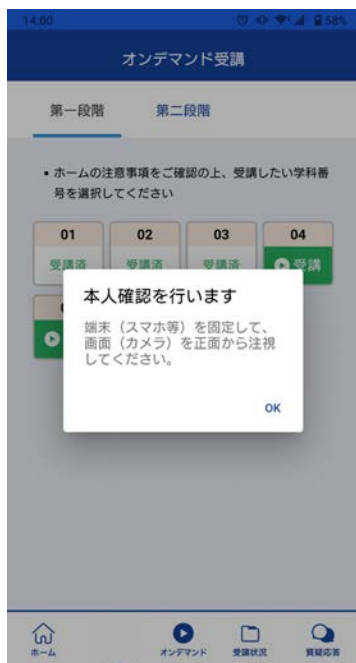 14:00
58%
オンデマンド受講
第一段階
第二段階
• ホームの注意事項をご確認の上、受講したい学科番
号を選択してください
01
02
03
04
受講済
受講済
受講済
受講
本人確認を行います
端末（スマホ等）を固定して、
画面（カメラ）を正面から注視
してください。
OK
ホーム
オンデマンド
受講状況
質疑応答